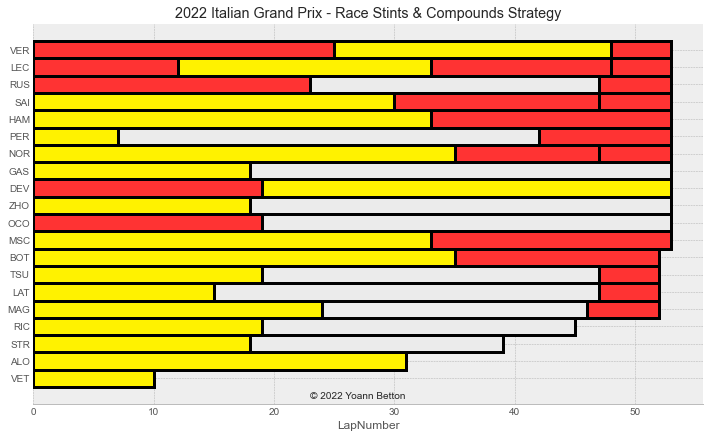 2022 Italian Grand Prix - Race Stints & Compounds Strategy
VER
LEC
RUS
SAI
HAM
PER
NOR
GAS
DEV
ZHO
OCO
MSC
BOT
TSU
LAT
MAG
RIC
STR
ALO
VET
© 2022 Yoann Betton
0 10 20 30 40 50
LapNumber